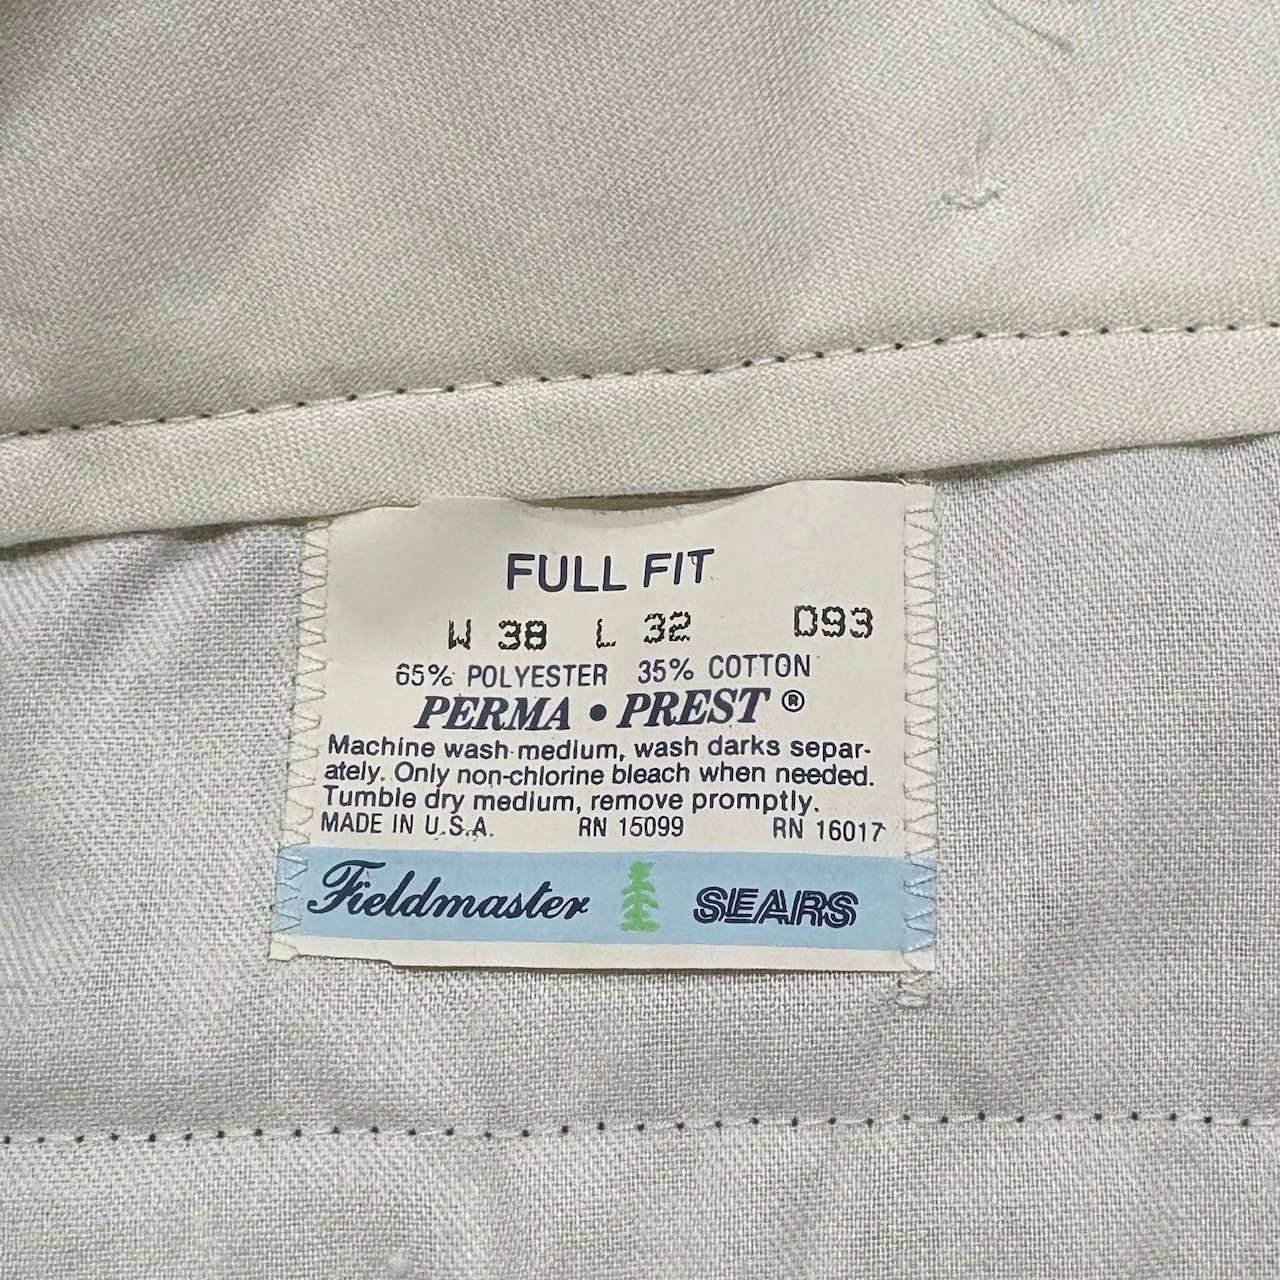 FULL FIT
W 38 L 32 D93
65% POLYESTER 35% COTTON
PERMA • PREST ®
Machine wash medium, wash darks separ-
ately. Only non-chlorine bleach when needed.
Tumble dry medium, remove promptly.
MADE IN U.S.A. RN 15099 RN 16017
Fieldmaster SEARS